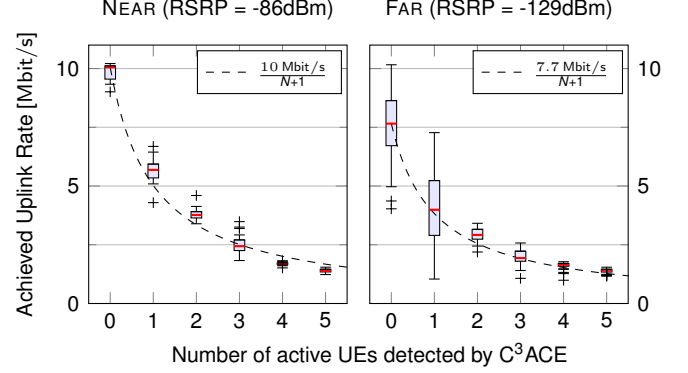 NEAR (RSRP = -86dBm) FAR (RSRP = -129dBm)
Achieved Uplink Rate [Mbit/s]
10 5 0
10 Mbit/s
N+1
0 1 2 3 4 5
7.7 Mbit/s
N+1
0 1 2 3 4 5
10 5 0
Number of active UEs detected by C³ACE